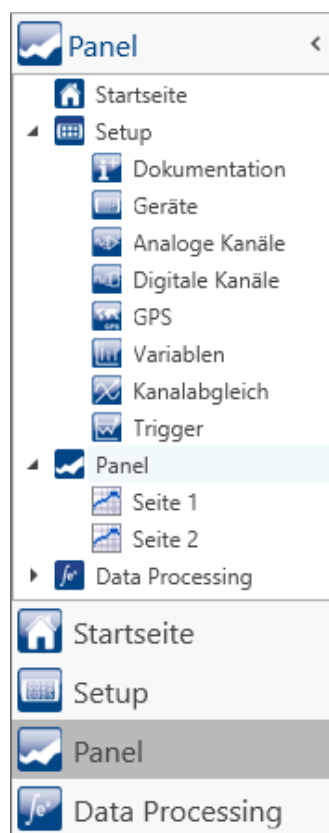 Panel
Startseite
Setup
Dokumentation
Geräte
Analoge Kanäle
Digitale Kanäle
GPS
Variablen
Kanalabgleich
Trigger
Panel
Seite 1
Seite 2
Data Processing
Startseite
Setup
Panel
Data Processing